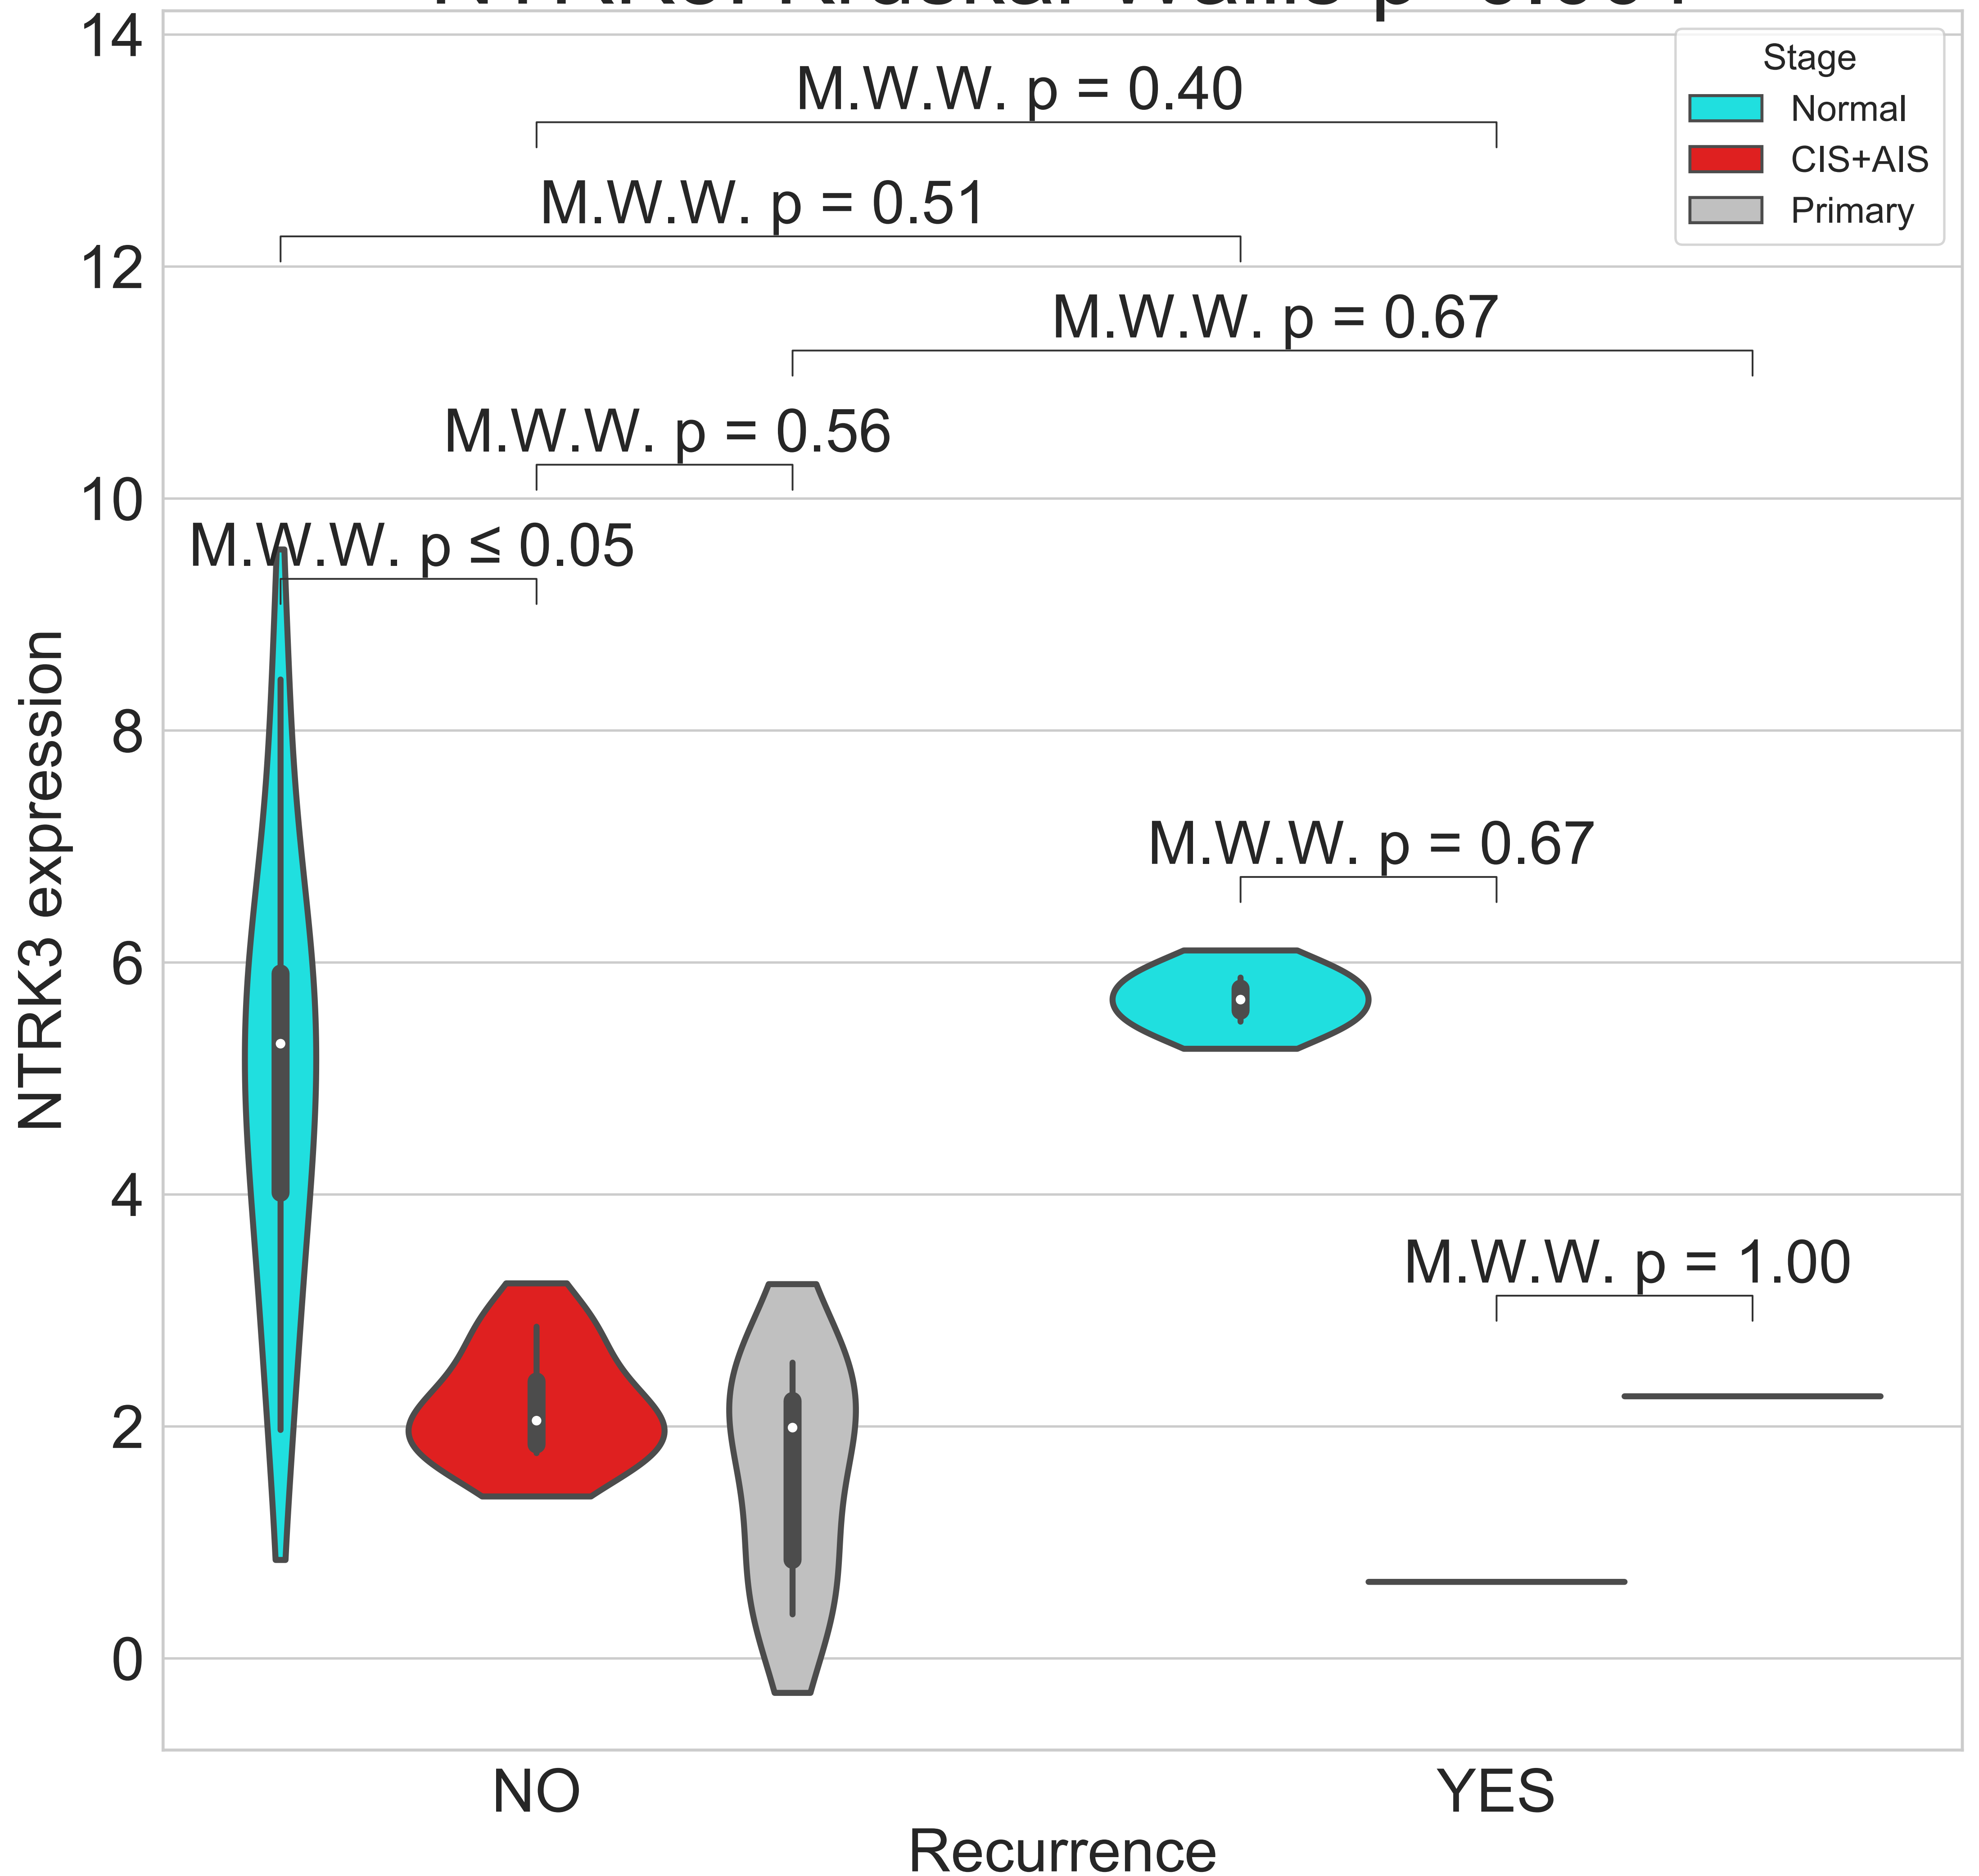 14
12
10
8
6
4
2
0
NTRK3 expression
M.W.W. p = 0.40
M.W.W. p = 0.51
M.W.W. p = 0.67
M.W.W. p = 0.56
M.W.W. p ≤ 0.05
M.W.W. p = 0.67
M.W.W. p = 1.00
Stage
Normal
CIS+AIS
Primary
NO
YES
Recurrence